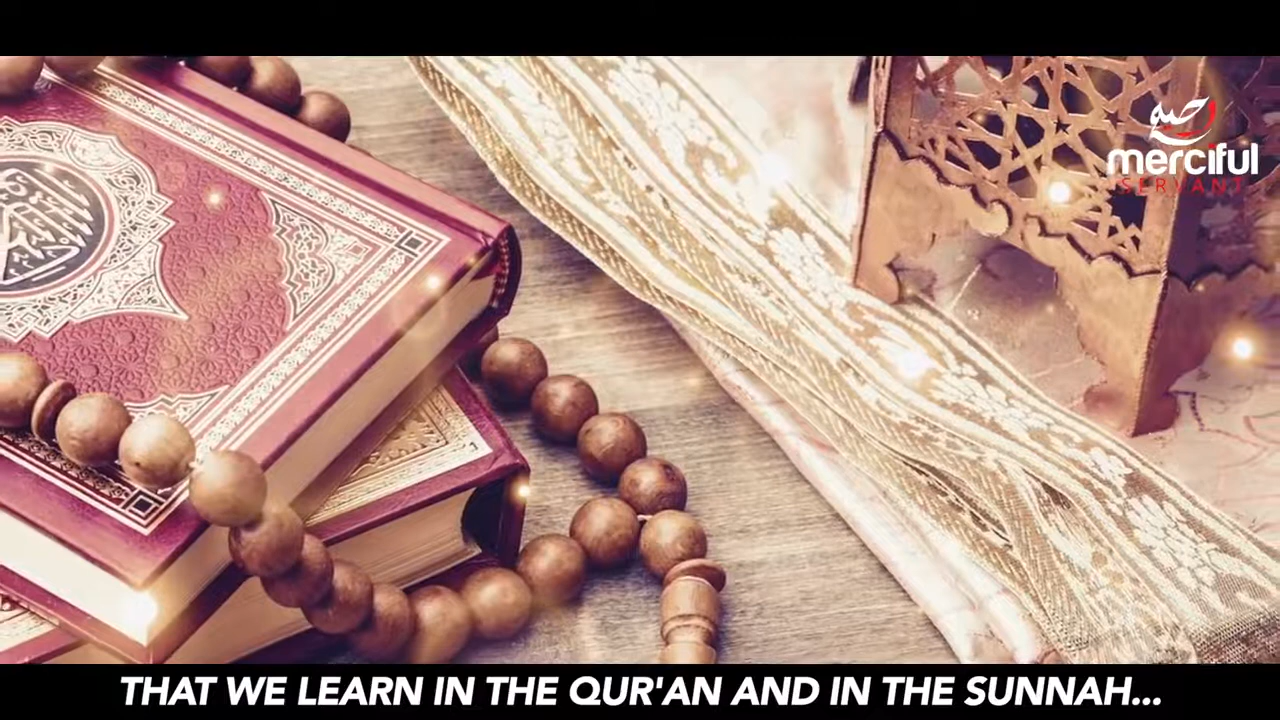 merciful
SERVANT
THAT WE LEARN IN THE QUR'AN AND IN THE SUNNAH...